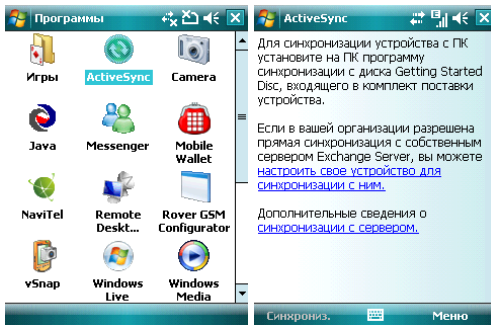 Программы
Игры
ActiveSync
Camera
Java
Messenger
Mobile
Wallet
NaviTel
Remote
Deskt...
Rover GSM
Configurator
vSnap
Windows
Live
Windows
Media
ActiveSync
Для синхронизации устройства с ПК
установите на ПК программу
синхронизации с диска Getting Started
Disc, входящего в комплект поставки
устройства.
Если в вашей организации разрешена
прямая синхронизация с собственным
сервером Exchange Server, вы можете
настроить свое устройство для
синхронизации с ним.
Дополнительные сведения о
синхронизации с сервером.
Синхрониз.
Меню